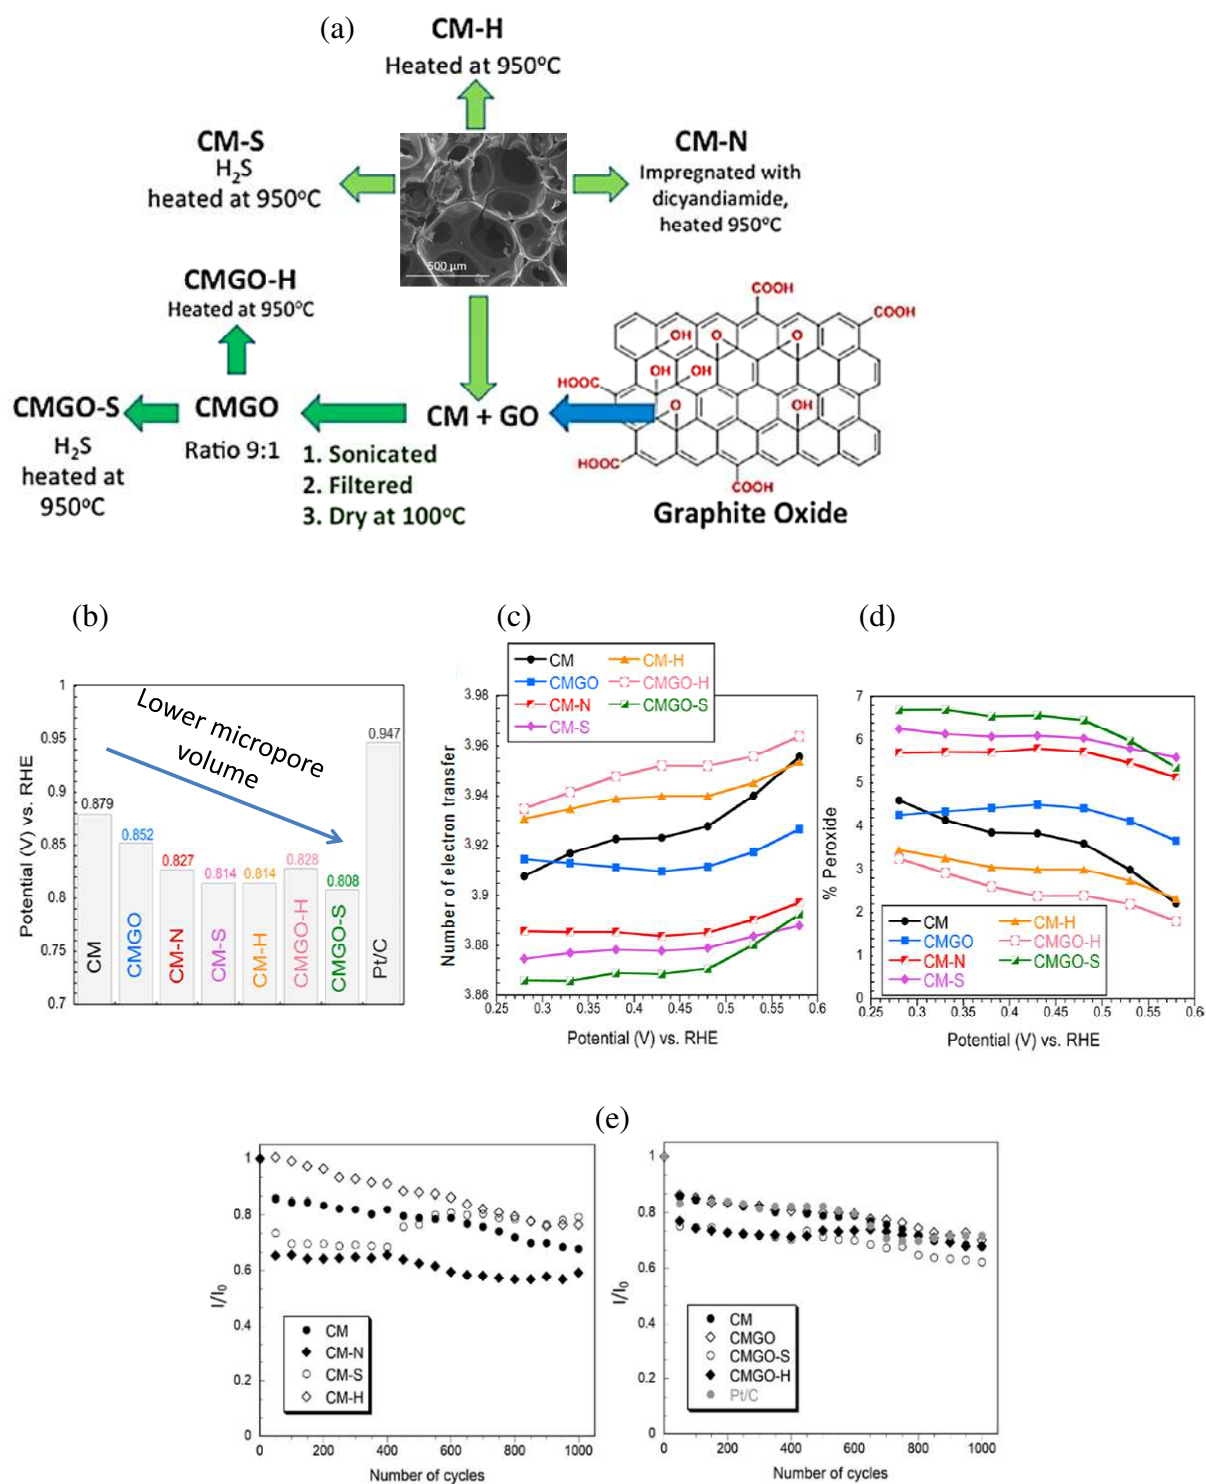 (a)
CM-H
Heated at 950°C
CM-S
H₂S
heated at 950°C
CM-N
Impregnated with
dicyandiamide,
heated 950°C
500 µm
CMGO-H
Heated at 950°C
CMGO-S
H₂S
heated at
950°C
CMGO
Ratio 9:1
CM + GO
1. Sonicated
2. Filtered
3. Dry at 100°C
COOH
COOH
OH
O
O
OH
OH
HOOC
O
OH
HOOC
COOH
Graphite Oxide
(b)
Potential (V) vs. RHE
1
0.95
0.9
0.85
0.8
0.75
0.7
Lower micropore
volume
0.879
0.852
0.827
0.814
0.814
0.828
0.808
0.947
CM
CMGO
CM-N
CM-S
CM-H
CMGO-H
CMGO-S
Pt/C
(c)
CM
CMGO
CM-N
CM-S
CM-H
CMGO-H
CMGO-S
Number of electron transfer
3.98
3.96
3.94
3.92
3.9
3.88
3.86
0.3
0.35
0.4
0.45
0.5
0.55
0.6
Potential (V) vs. RHE
(d)
% Peroxide
7
6
5
4
3
2
1
0
CM
CMGO
CM-N
CM-S
CM-H
CMGO-H
CMGO-S
0.25
0.3
0.35
0.4
0.45
0.5
0.55
0.6
Potential (V) vs. RHE
(e)
I/I₀
1
0.8
0.6
0.4
0.2
0
CM
CM-N
CM-S
CM-H
0
200
400
600
800
1000
Number of cycles
I/I₀
1
0.8
0.6
0.4
0.2
0
CM
CMGO
CMGO-S
CMGO-H
Pt/C
0
200
400
600
800
1000
Number of cycles